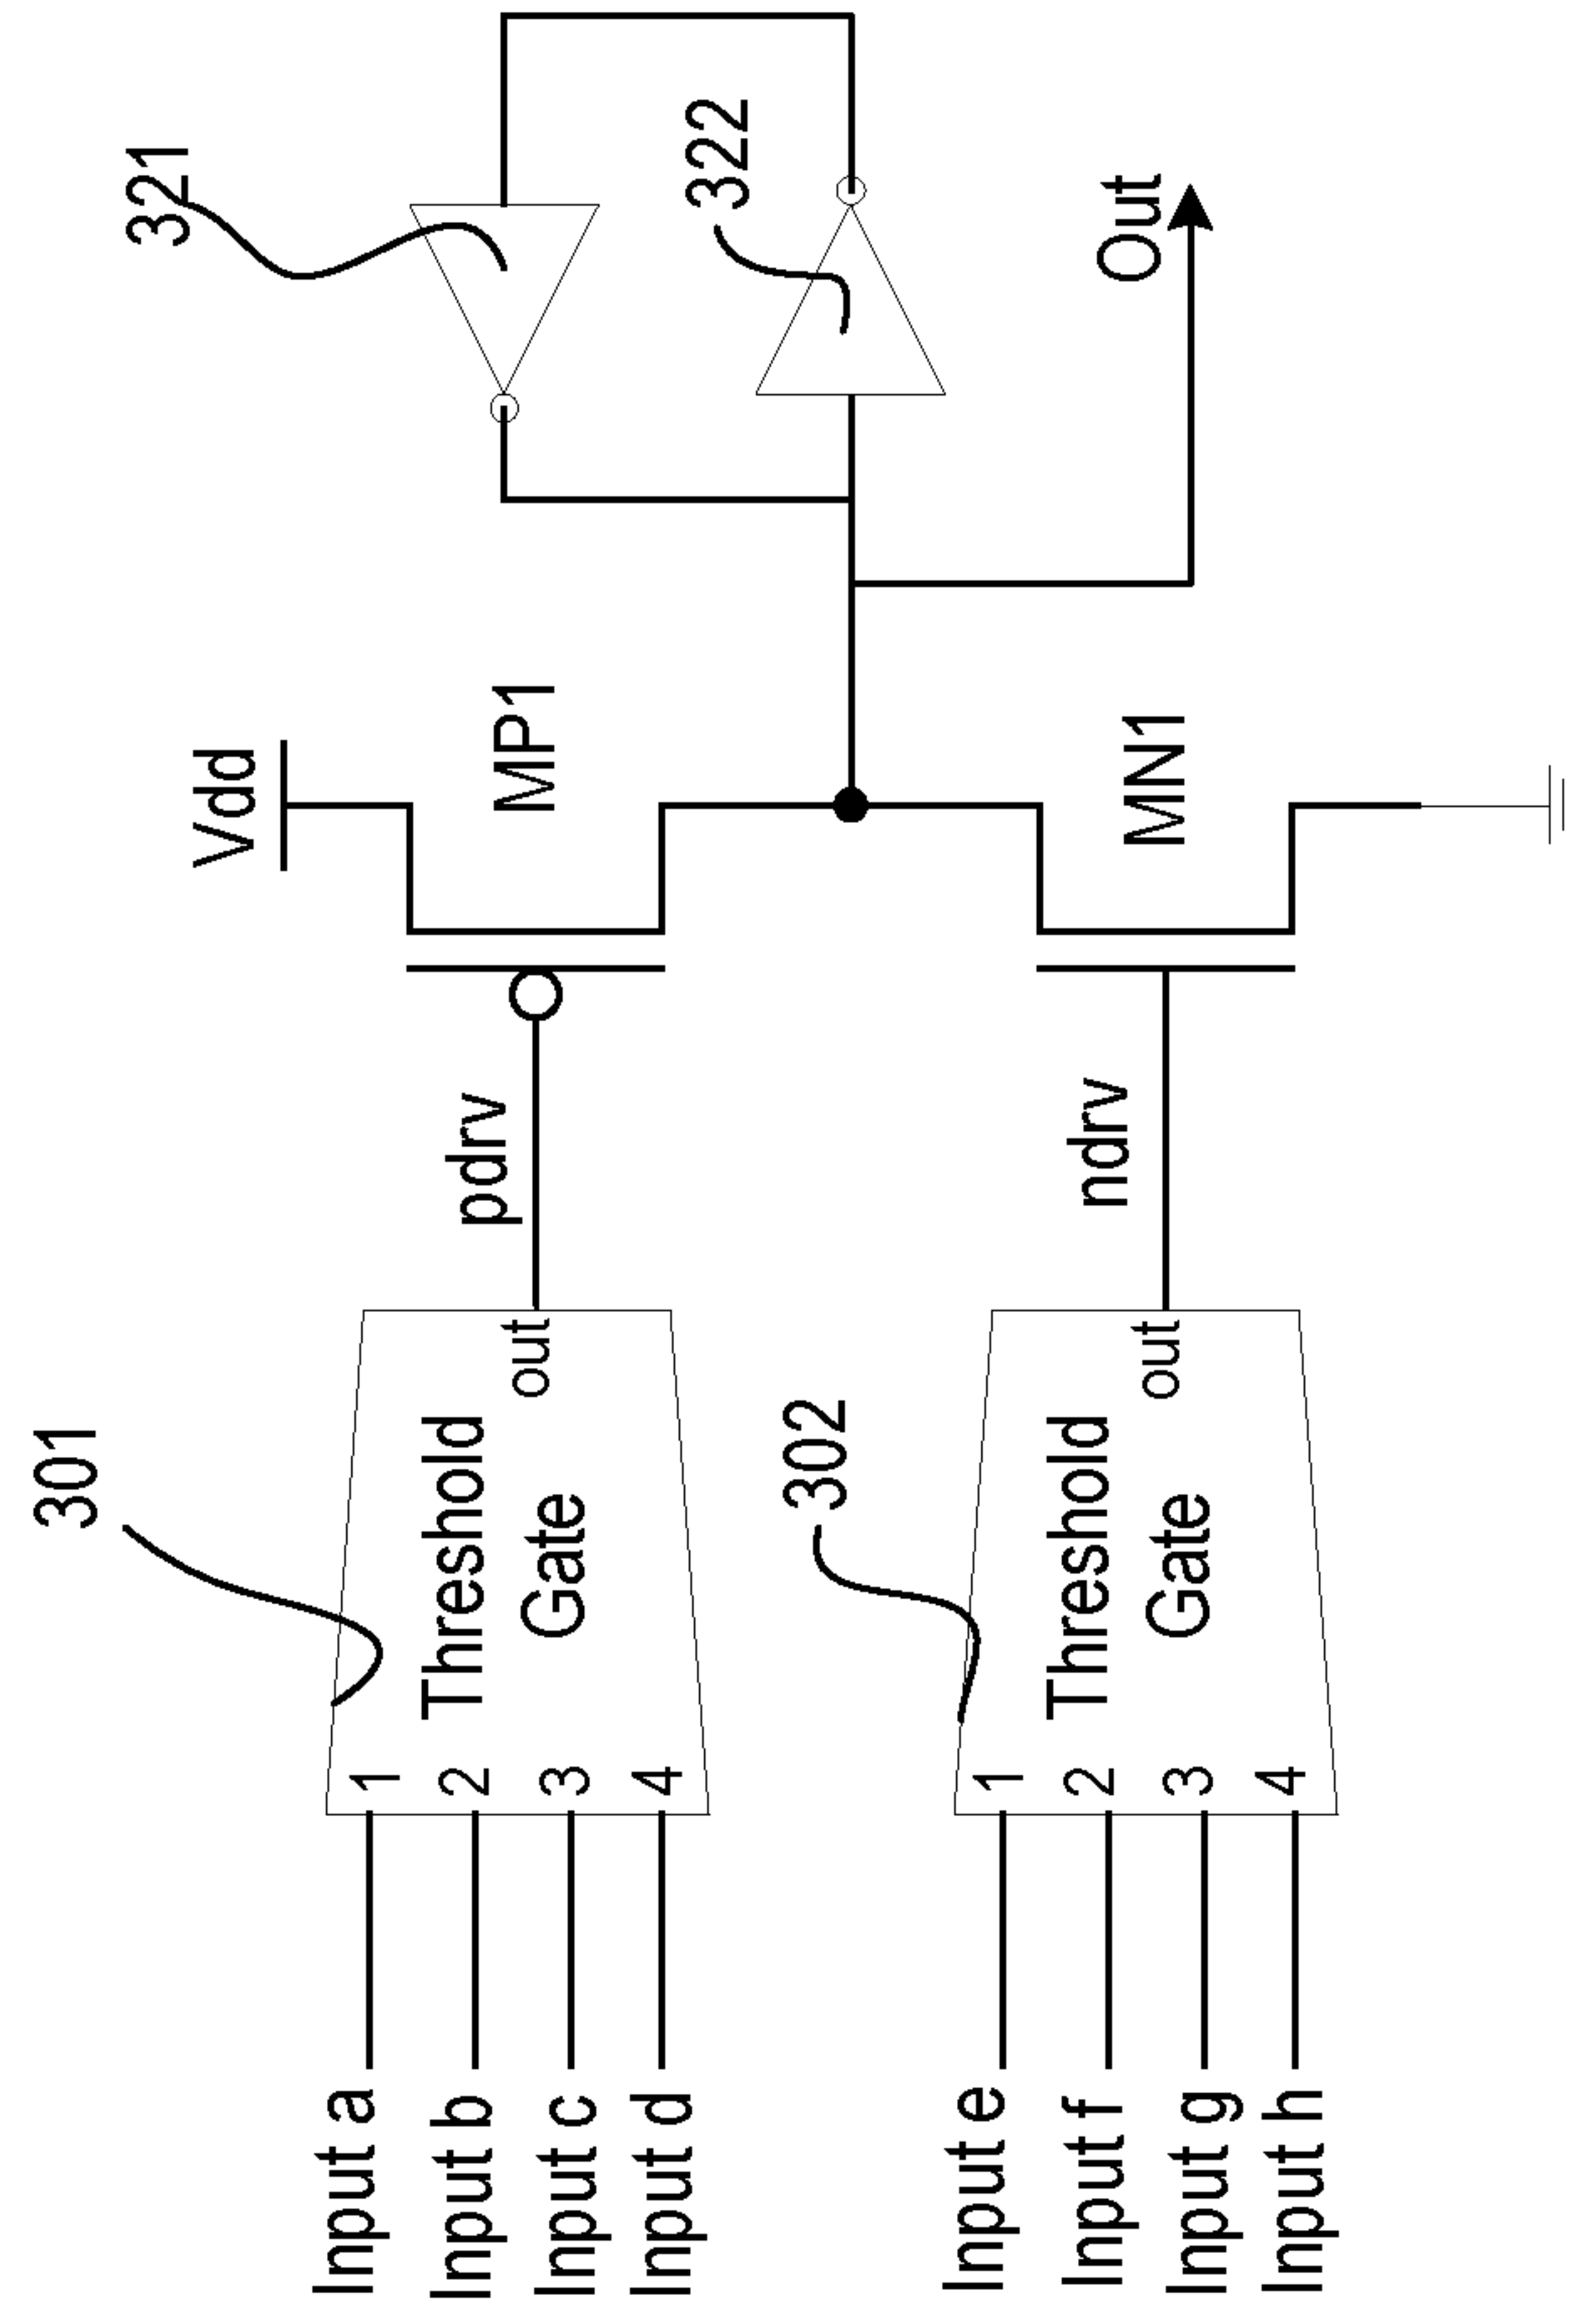 301
Input a
Input b
Input c
Input d
1
2
3
4
Threshold
Gate
out
pdrv
Vdd
MP1
321
322
302
Input e
Input f
Input g
Input h
1
2
3
4
Threshold
Gate
out
ndrv
MN1
Out